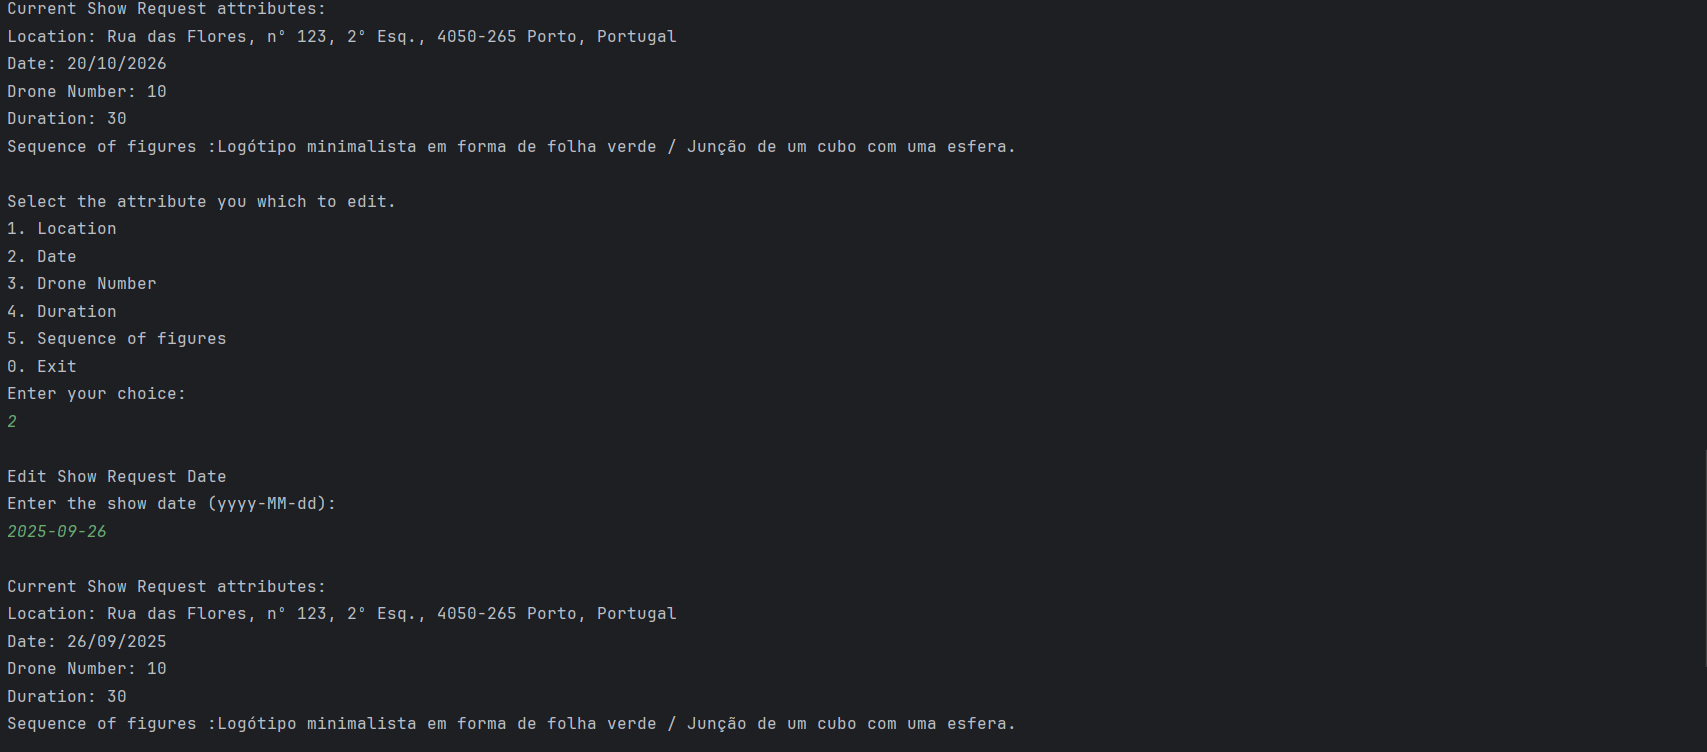 Current Show Request attributes:
Location: Rua das Flores, nº 123, 2º Esq., 4050-265 Porto, Portugal
Date: 20/10/2026
Drone Number: 10
Duration: 30
Sequence of figures :Logótipo minimalista em forma de folha verde / Junção de um cubo com uma esfera.
Select the attribute you which to edit.
1. Location
2. Date
3. Drone Number
4. Duration
5. Sequence of figures
0. Exit
Enter your choice:
2
Edit Show Request Date
Enter the show date (yyyy-MM-dd):
2025-09-26
Current Show Request attributes:
Location: Rua das Flores, nº 123, 2º Esq., 4050-265 Porto, Portugal
Date: 26/09/2025
Drone Number: 10
Duration: 30
Sequence of figures :Logótipo minimalista em forma de folha verde / Junção de um cubo com uma esfera.